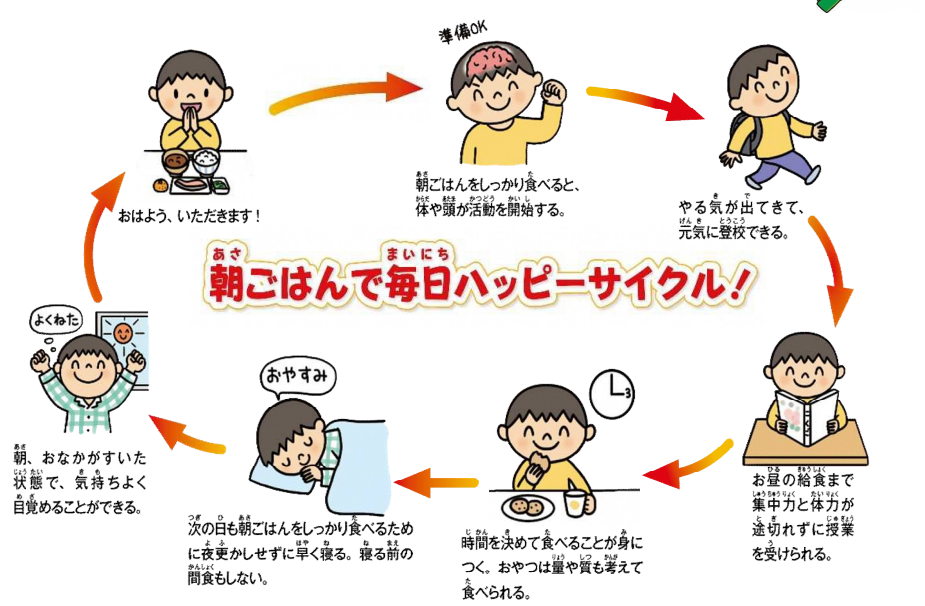 朝ごはんで毎日ハッピーサイクル！
おはよう、いただきます！
準備OK
朝ごはんをしっかり食べると、
体や頭が活動を開始する。
やる気が出てきて、
元気に登校できる。
お昼の給食まで
集中力と体力が
途切れずに授業
を受けられる。
3
時間を決めて食べることが身に
つく。おやつは量や質も考えて
食べられる。
おやすみ
次の日も朝ごはんをしっかり食べるため
に夜更かしせずに早く寝る。寝る前の
間食もしない。
よくねた
朝、おなかがすいた
状態で、気持ちよく
目覚めることができる。